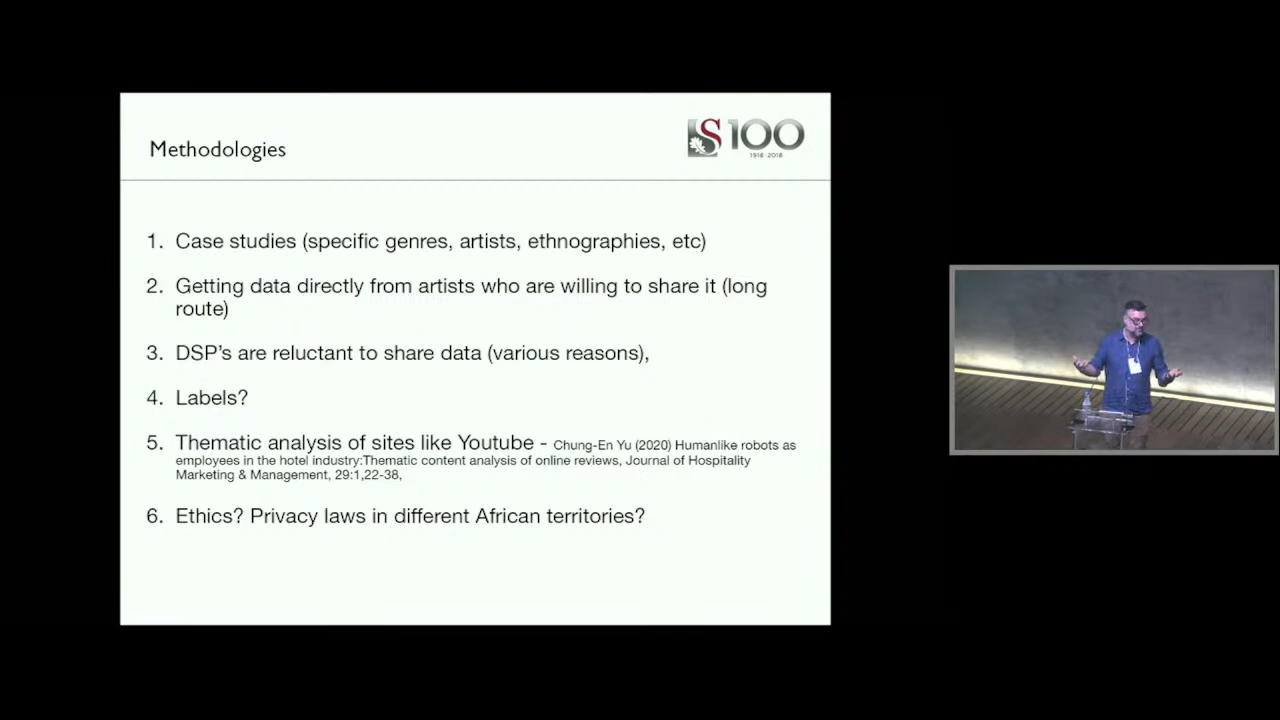 Methodologies
S100
1918 · 2018
1. Case studies (specific genres, artists, ethnographies, etc)
2. Getting data directly from artists who are willing to share it (long
route)
3. DSP's are reluctant to share data (various reasons),
4. Labels?
5. Thematic analysis of sites like Youtube - Chung-En Yu (2020) Humanlike robots as
employees in the hotel industry:Thematic content analysis of online reviews, Journal of Hospitality
Marketing & Management, 29:1,22-38,
6. Ethics? Privacy laws in different African territories?